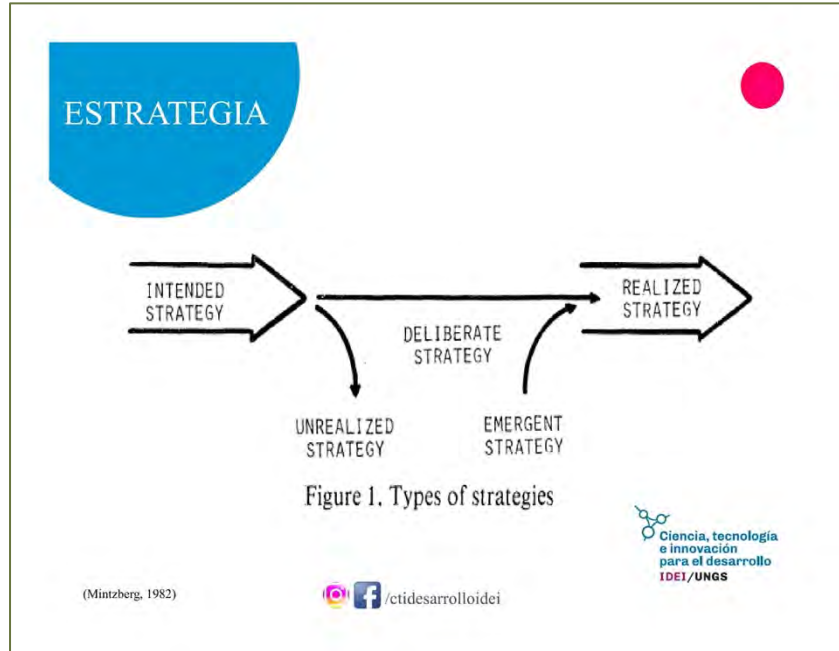 ESTRATEGIA
INTENDED
STRATEGY
DELIBERATE
STRATEGY
REALIZED
STRATEGY
UNREALIZED
STRATEGY
EMERGENT
STRATEGY
Figure 1. Types of strategies
Ciencia, tecnología
e innovación
para el desarrollo
IDEI/UNGS
(Mintzberg, 1982)
/ctidesarrolloidei